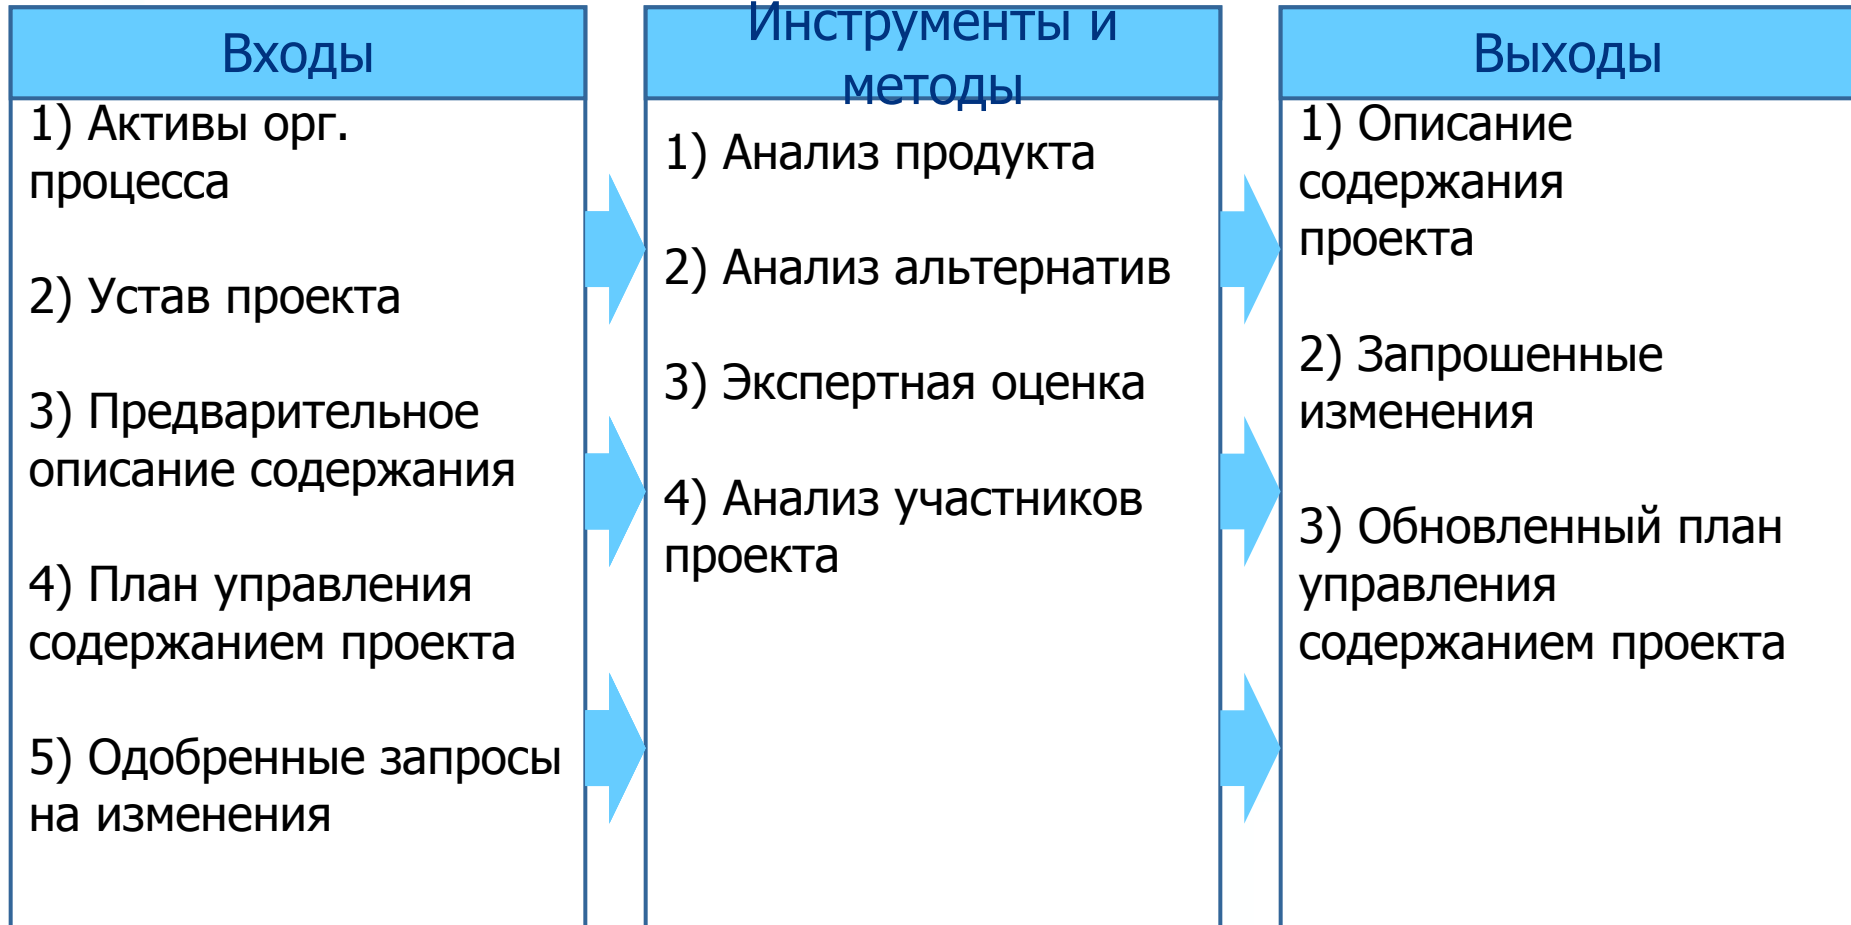 Входы
1) Активы орг.
процесса
2) Устав проекта
3) Предварительное
описание содержания
4) План управления
содержанием проекта
5) Одобренные запросы
на изменения
Инструменты и
методы
1) Анализ продукта
2) Анализ альтернатив
3) Экспертная оценка
4) Анализ участников
проекта
Выходы
1) Описание
содержания
проекта
2) Запрошенные
изменения
3) Обновленный план
управления
содержанием проекта